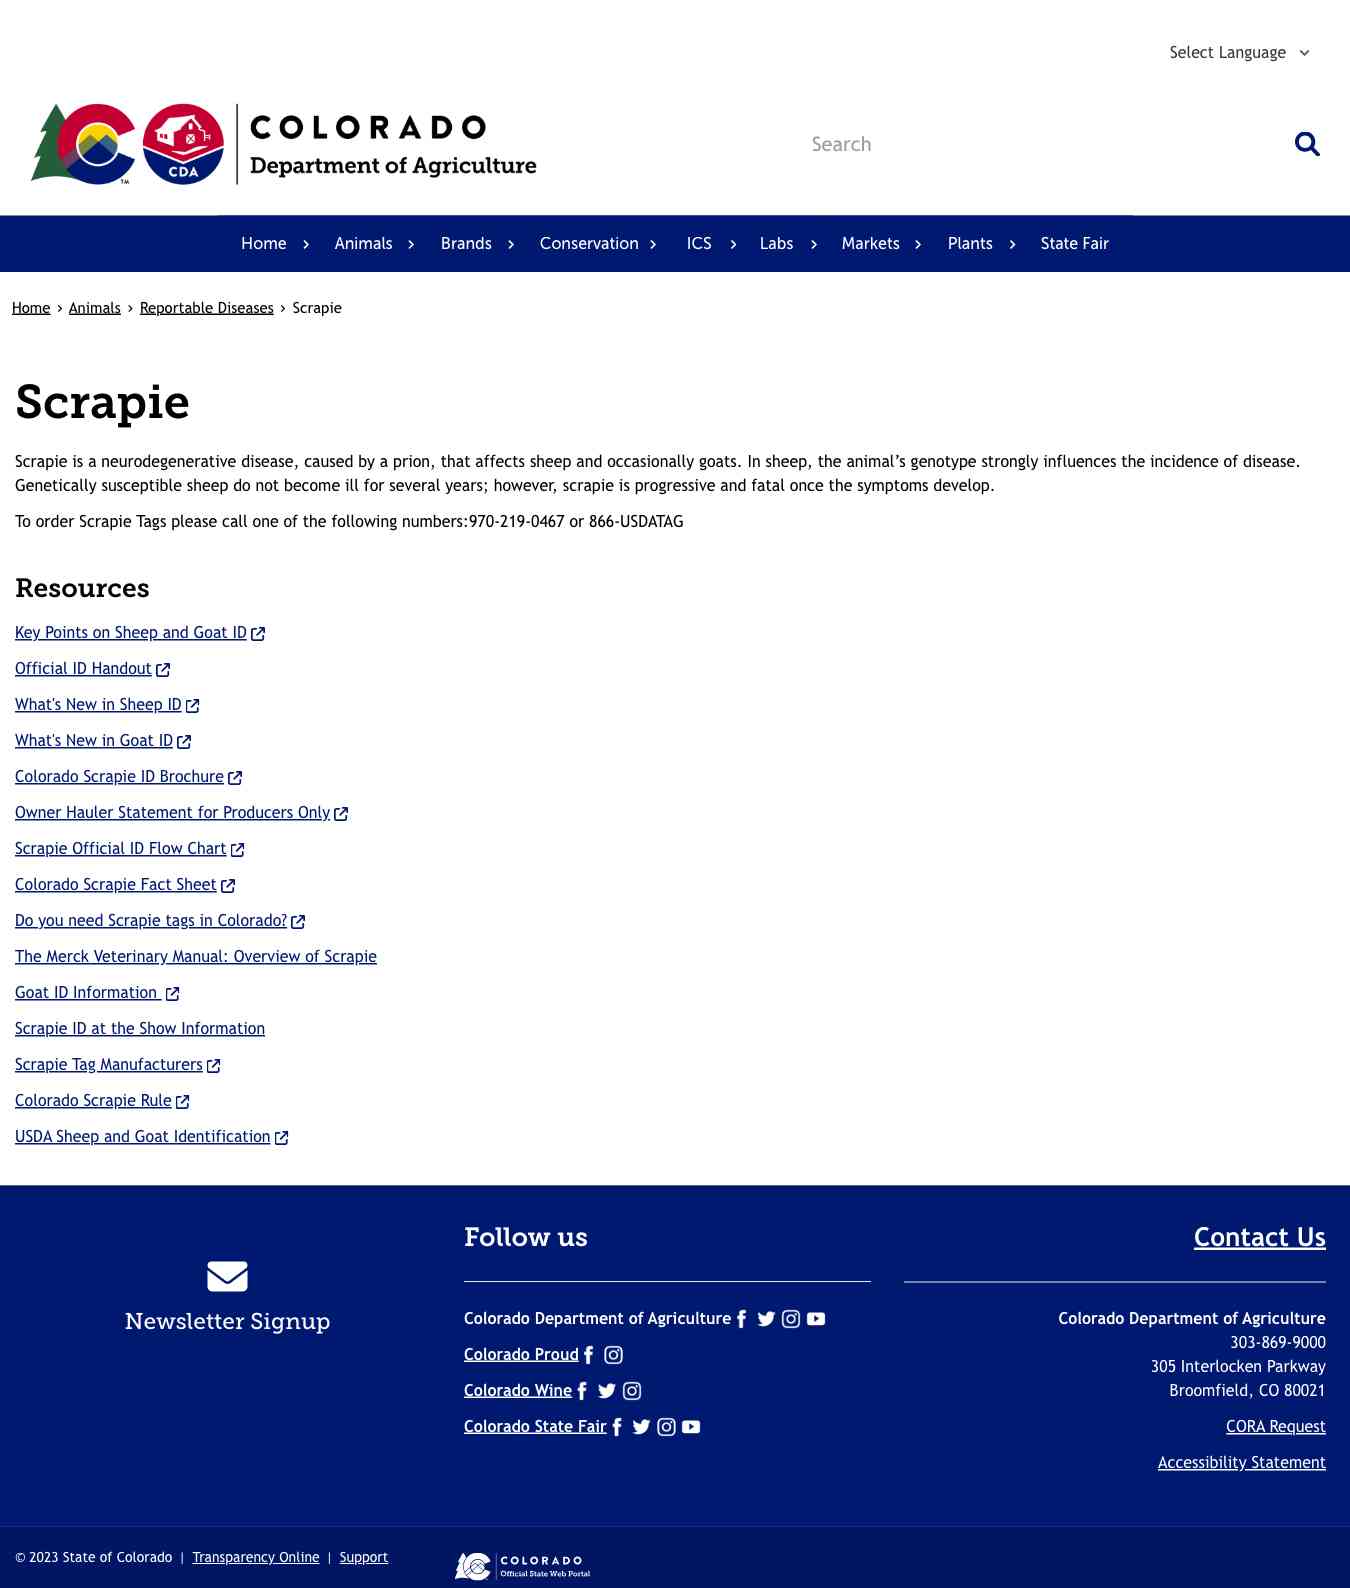 Select Language
COLORADO
Department of Agriculture
CDA
TM
Search
Home Animals Brands Conservation ICS Labs Markets Plants State Fair
Home › Animals › Reportable Diseases › Scrapie
Scrapie
Scrapie is a neurodegenerative disease, caused by a prion, that affects sheep and occasionally goats. In sheep, the animal’s genotype strongly influences the incidence of disease.
Genetically susceptible sheep do not become ill for several years; however, scrapie is progressive and fatal once the symptoms develop.
To order Scrapie Tags please call one of the following numbers:970-219-0467 or 866-USDATAG
Resources
Key Points on Sheep and Goat ID
Official ID Handout
What's New in Sheep ID
What's New in Goat ID
Colorado Scrapie ID Brochure
Owner Hauler Statement for Producers Only
Scrapie Official ID Flow Chart
Colorado Scrapie Fact Sheet
Do you need Scrapie tags in Colorado?
The Merck Veterinary Manual: Overview of Scrapie
Goat ID Information
Scrapie ID at the Show Information
Scrapie Tag Manufacturers
Colorado Scrapie Rule
USDA Sheep and Goat Identification
Newsletter Signup
Follow us
Colorado Department of Agriculture
Colorado Proud
Colorado Wine
Colorado State Fair
Contact Us
Colorado Department of Agriculture
303-869-9000
305 Interlocken Parkway
Broomfield, CO 80021
CORA Request
Accessibility Statement
© 2023 State of Colorado | Transparency Online | Support
COLORADO
Official State Web Portal